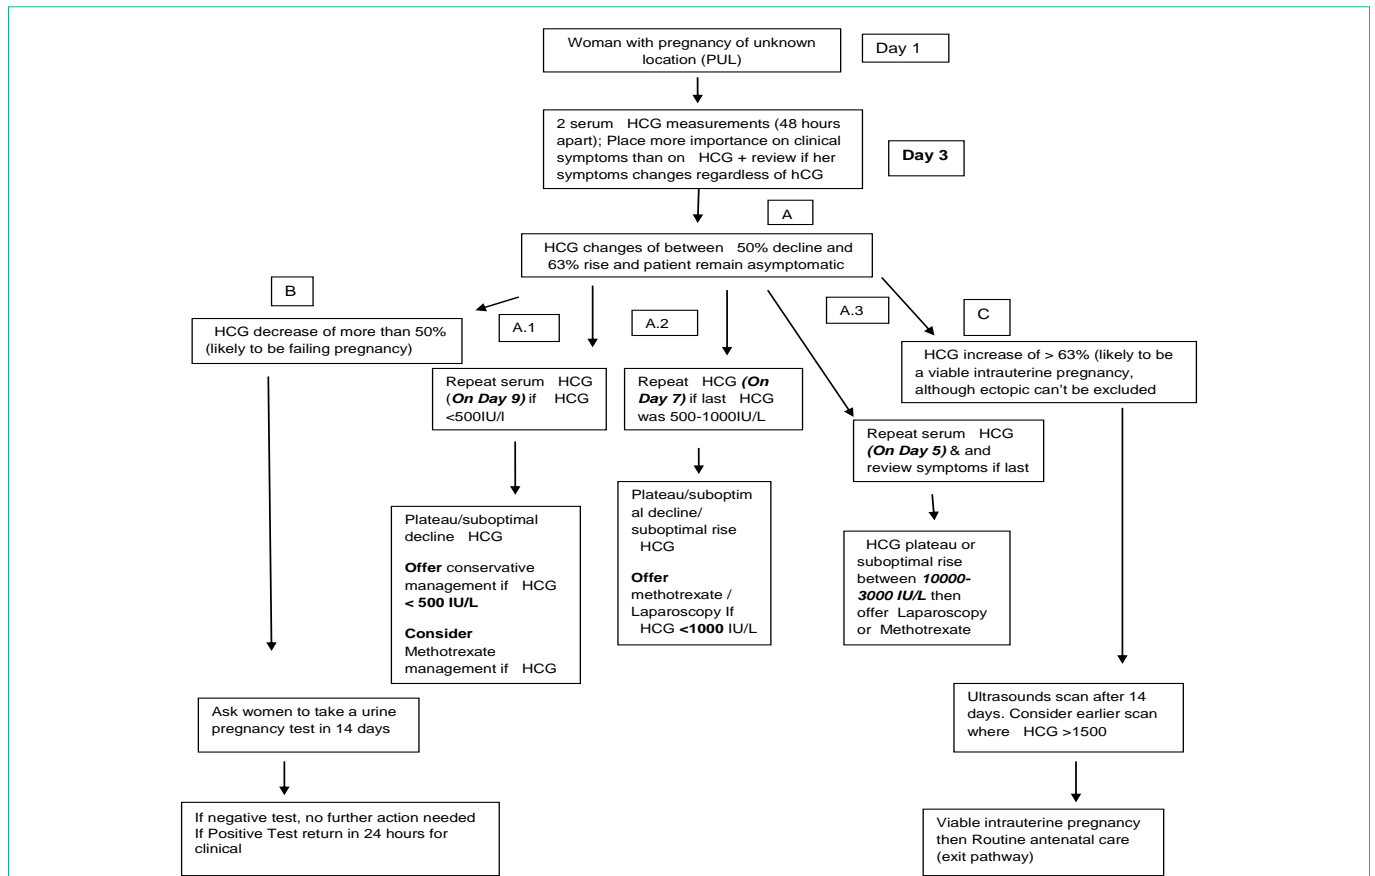 Woman with pregnancy of unknown
location (PUL)
Day 1
2 serum HCG measurements (48 hours
apart); Place more importance on clinical
symptoms than on HCG + review if her
symptoms changes regardless of hCG
Day 3
A
HCG changes of between 50% decline and
63% rise and patient remain asymptomatic
B
HCG decrease of more than 50%
(likely to be failing pregnancy)
A.1
A.2
A.3
C
HCG increase of > 63% (likely to be
a viable intrauterine pregnancy,
although ectopic can't be excluded
Repeat serum HCG
(On Day 9) if HCG
<500IU/l
Repeat HCG (On
Day 7) if last HCG
was 500-1000IU/L
Repeat serum HCG
(On Day 5) & and
review symptoms if last
Plateau/suboptimal
decline HCG
Offer conservative
management if HCG
< 500 IU/L
Consider
Methotrexate
management if HCG
Plateau/suboptim
al decline/
suboptimal rise
HCG
Offer
methotrexate /
Laparoscopy If
HCG <1000 IU/L
HCG plateau or
suboptimal rise
between 10000-
3000 IU/L then
offer Laparoscopy
or Methotrexate
Ask women to take a urine
pregnancy test in 14 days
Ultrasounds scan after 14
days. Consider earlier scan
where HCG >1500
If negative test, no further action needed
If Positive Test return in 24 hours for
clinical
Viable intrauterine pregnancy
then Routine antenatal care
(exit pathway)